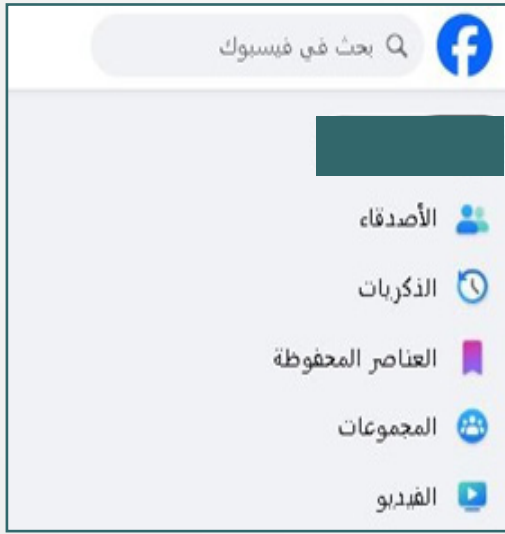 بحث في فيسبوك
الأصدقاء
الذكريات
العناصر المحفوظة
المجموعات
الفيديو